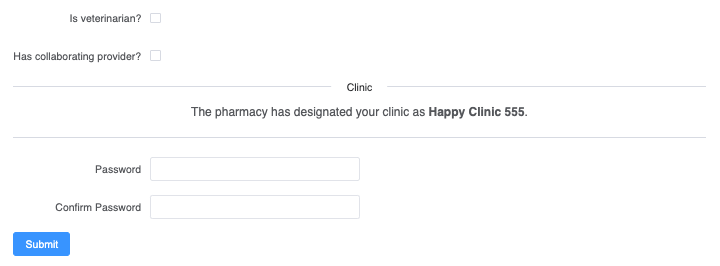 Is veterinarian?
Has collaborating provider?
Clinic
The pharmacy has designated your clinic as Happy Clinic 555.
Password
Confirm Password
Submit